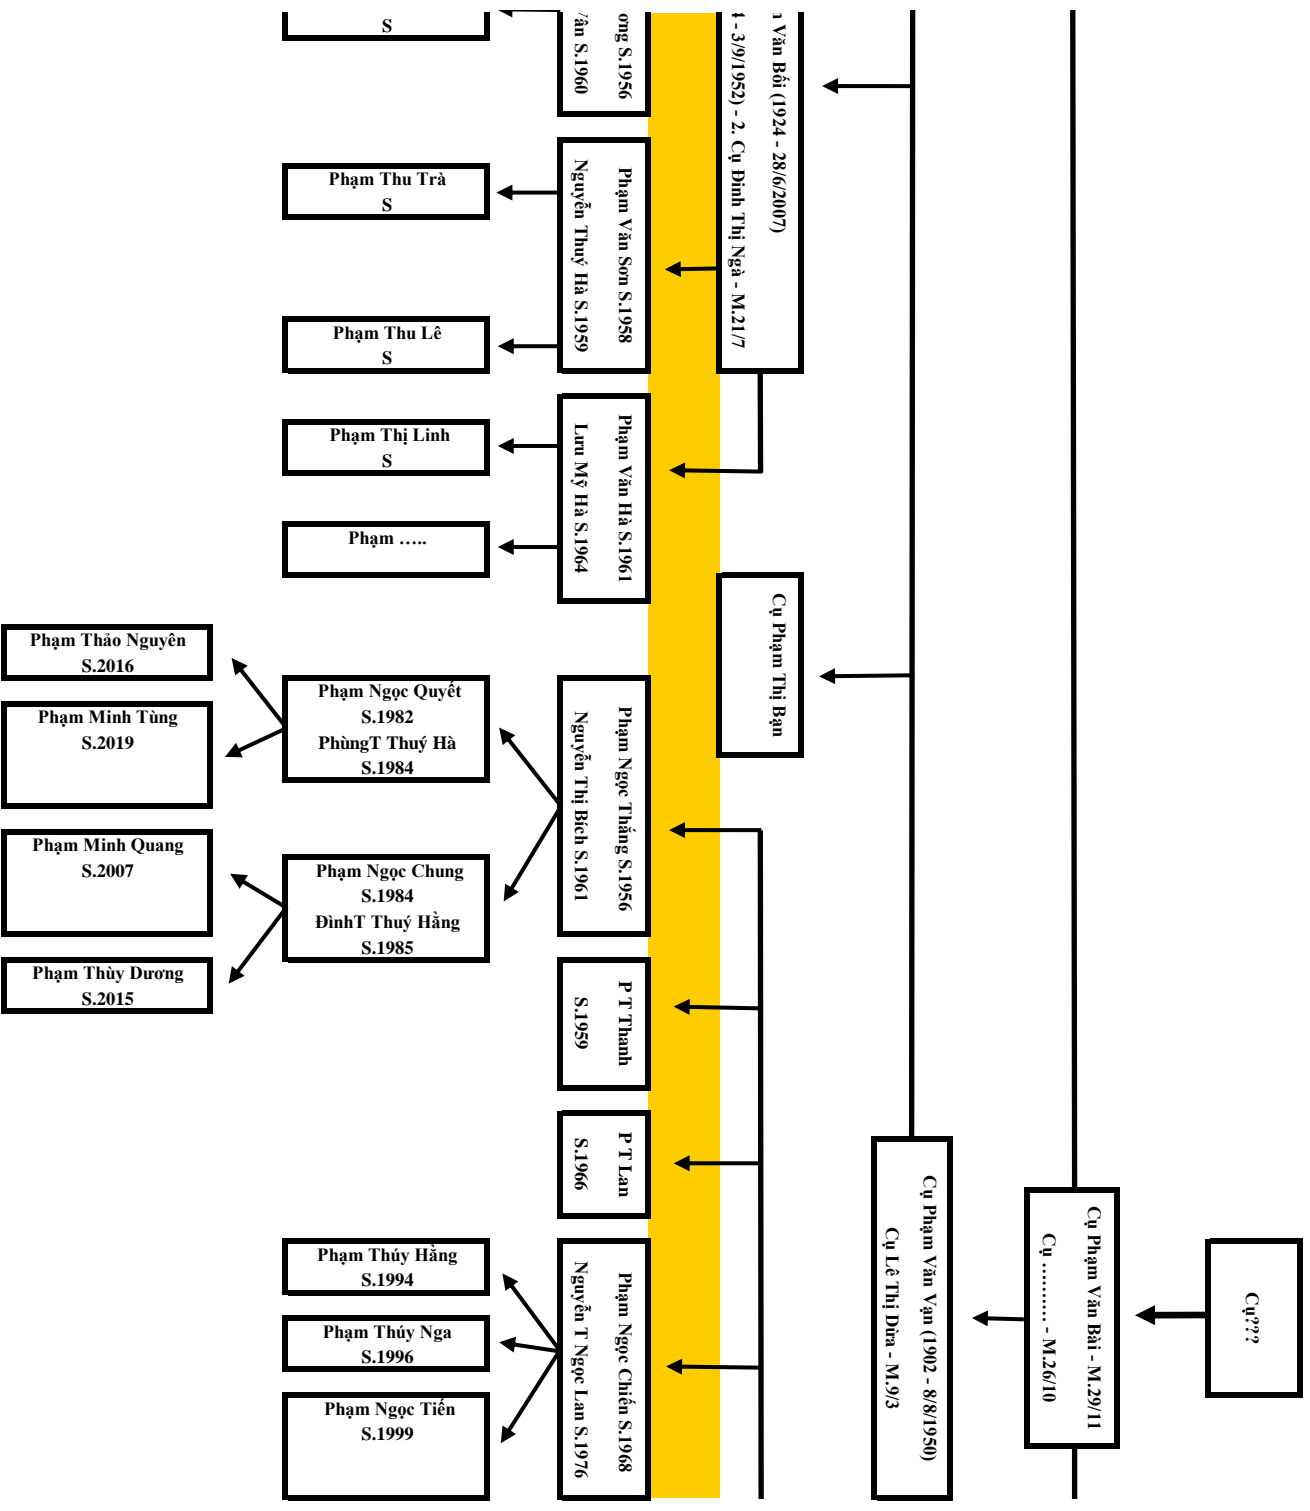 Cụ???
Cụ Phạm Văn Bài - M.29/11
Cụ .......... - M.26/10
Cụ Phạm Văn Vạn (1902 - 8/8/1950)
Cụ Lê Thị Dừa - M.9/3
Văn Bối (1924 - 28/6/2007)
- 3/9/1952) - 2. Cụ Đinh Thị Ngà - M.21/7
Cụ Phạm Thị Bạn
S.1956
S.1960
Phạm Văn Sơn S.1958
Nguyễn Thuý Hà S.1959
Phạm Văn Hà S.1961
Lưu Mỹ Hà S.1964
Phạm Ngọc Thắng S.1956
Nguyễn Thị Bích S.1961
P T Thanh
S.1959
P T Lan
S.1966
Phạm Ngọc Chiến S.1968
Nguyễn T Ngọc Lan S.1976
S
Phạm Thu Trà
S
Phạm Thu Lê
S
Phạm Thị Linh
S
Phạm …..
Phạm Ngọc Quyết
S.1982
PhùngT Thuý Hà
S.1984
Phạm Ngọc Chung
S.1984
ĐìnhT Thuý Hằng
S.1985
Phạm Thúy Hằng
S.1994
Phạm Thúy Nga
S.1996
Phạm Ngọc Tiến
S.1999
Phạm Thảo Nguyên
S.2016
Phạm Minh Tùng
S.2019
Phạm Minh Quang
S.2007
Phạm Thùy Dương
S.2015